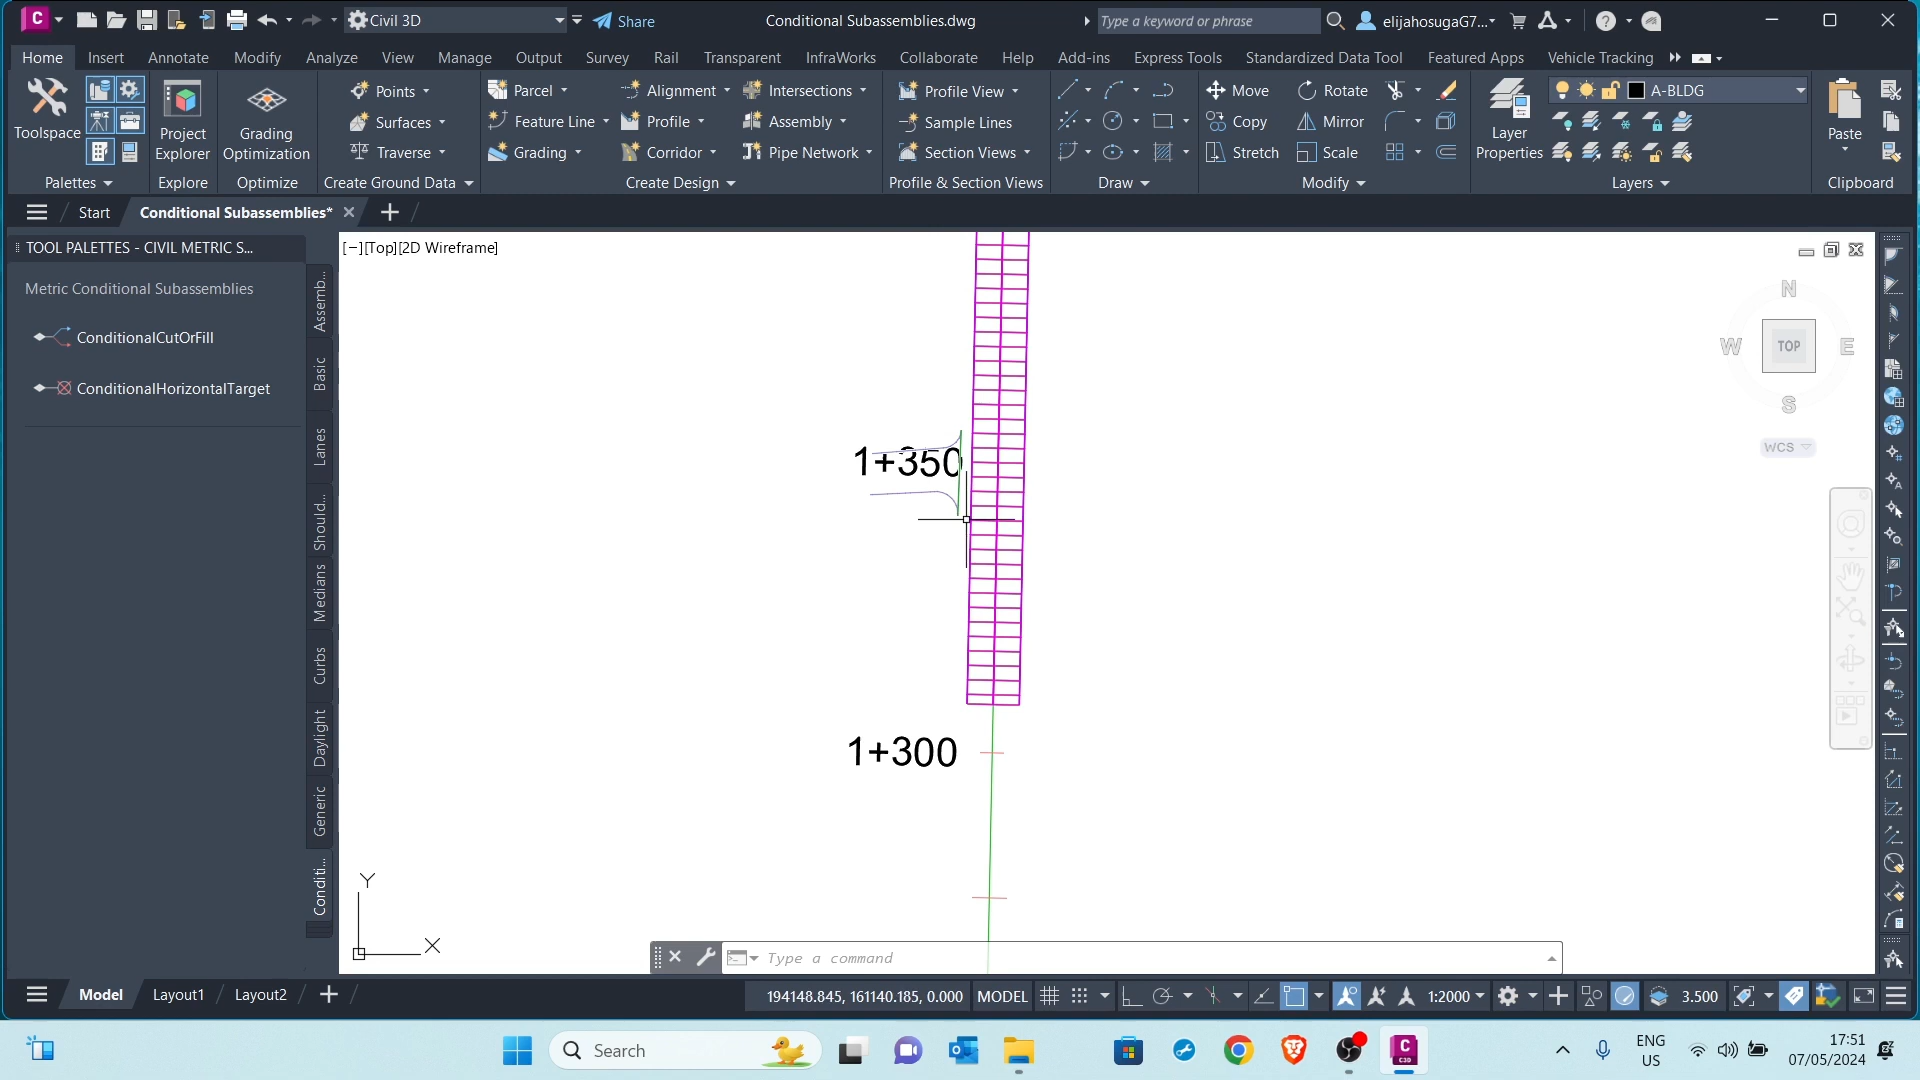 C
Civil 3D
Share
Conditional Subassemblies.dwg
Type a keyword or phrase
elijahosugaG7...
Home
Insert
Annotate
Modify
Analyze
View
Manage
Output
Survey
Rail
Transparent
InfraWorks
Collaborate
Help
Add-ins
Express Tools
Standardized Data Tool
Featured Apps
Vehicle Tracking
Toolspace
Project
Explorer
Grading
Optimization
Points
Surfaces
Traverse
Parcel
Feature Line
Grading
Alignment
Profile
Corridor
Intersections
Assembly
Pipe Network
Profile View
Sample Lines
Section Views
Move
Copy
Stretch
Rotate
Mirror
Scale
Layer
Properties
A-BLDG
Paste
Palettes
Explore
Optimize
Create Ground Data
Create Design
Profile & Section Views
Draw
Modify
Layers
Clipboard
Start
Conditional Subassemblies*
TOOL PALETTES - CIVIL METRIC S...
Metric Conditional Subassemblies
ConditionalCutOrFill
ConditionalHorizontalTarget
Assemb...
Basic
Lanes
Should...
Medians
Curbs
Daylight
Generic
Conditi...
[−][Top][2D Wireframe]
N
W
TOP
E
S
WCS
1+350
1+300
Y
X
Type a command
Model
Layout1
Layout2
194148.845, 161140.185, 0.000
MODEL
1:2000
3.500
Search
C
C3D
ENG
US
17:51
07/05/2024